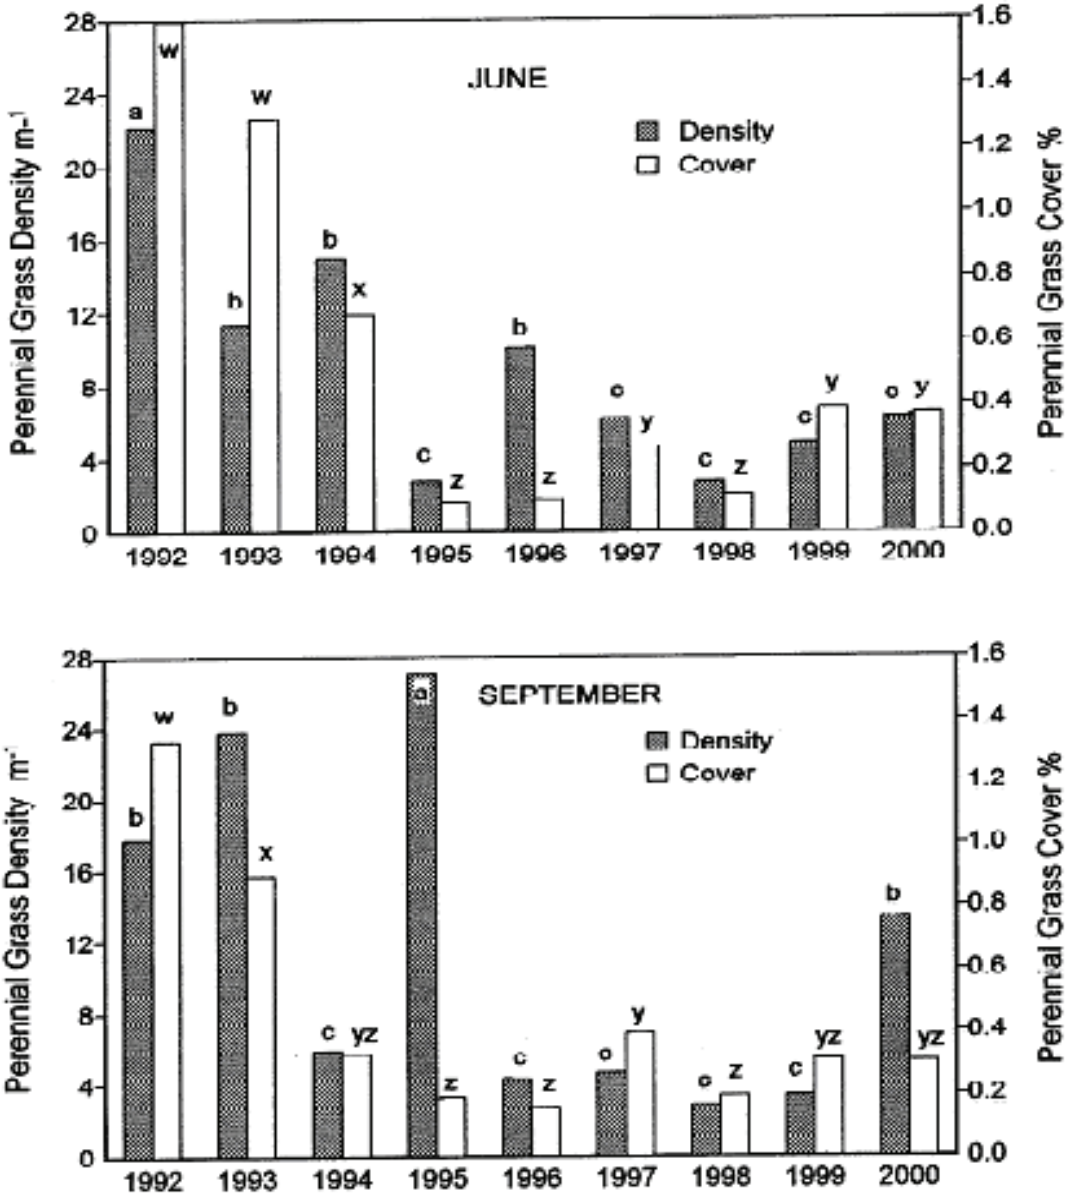 28
1.6
w
JUNE
1.4
24
a
w
Density
1.2
20
Cover
1.0
16
b
0.8
x
b
12
b
0.6
c
8
y
0.4
c
y
c
y
c
z
z
c
z
4
0.2
0
0.0
1992 1993 1994 1995 1996 1997 1998 1999 2000
Perennial Grass Density m-1
Perennial Grass Cover %
28
1.6
a
SEPTEMBER
b
w
1.4
24
Density
Cover
1.2
20
b
1.0
x
16
b
0.8
12
0.6
y
8
0.4
c
yz
yz
yz
c
c
z
z
c
z
c
4
0.2
0
0.0
1992 1993 1994 1995 1996 1997 1998 1999 2000
Perennial Grass Density m-1
Perennial Grass Cover %